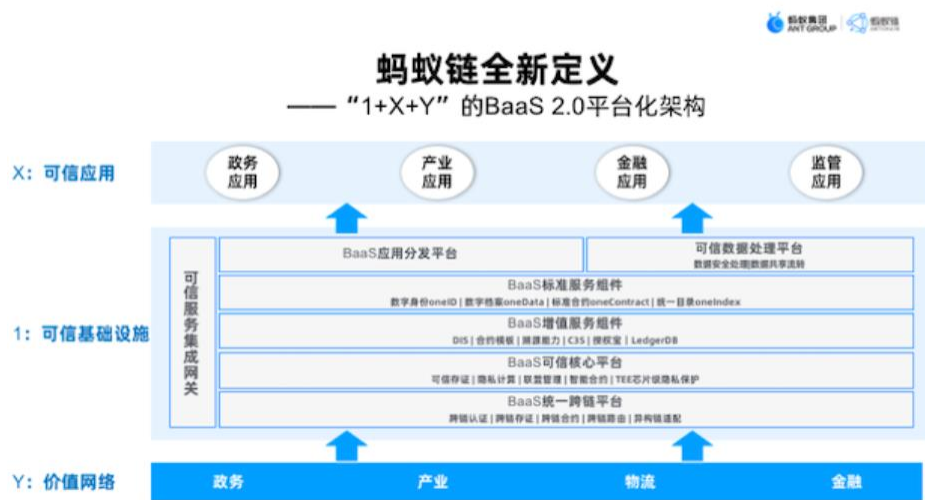 蚂蚁集团
ANT GROUP
蚂蚁链
蚂蚁链全新定义
——“1+X+Y”的BaaS 2.0平台化架构
X：可信应用
政务
应用
产业
应用
金融
应用
监管
应用
1：可信基础设施
可信服务集成网关
BaaS应用分发平台
可信数据处理平台
数据安全处理|数据共享流转
BaaS标准服务组件
数字身份oneID | 数字档案oneData | 标准合约oneContract | 统一目录oneIndex
BaaS增值服务组件
DIS | 合约模板 | 溯源能力 | C3S | 授权宝 | LedgerDB
BaaS可信核心平台
可信存证 | 隐私计算 | 联盟管理 | 智能合约 | TEE芯片级隐私保护
BaaS统一跨链平台
跨链认证 | 跨链存证 | 跨链合约 | 跨链路由 | 异构链适配
Y：价值网络
政务
产业
物流
金融